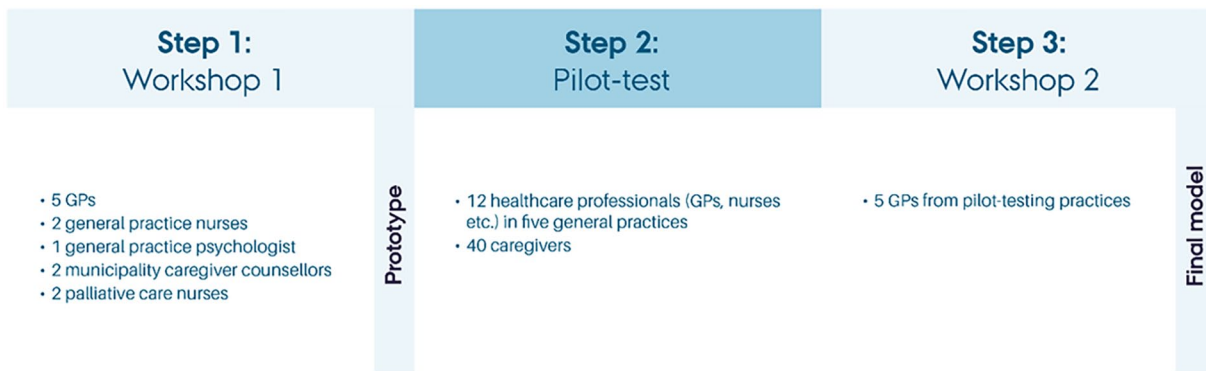 Step 1:
Workshop 1
• 5 GPs
• 2 general practice nurses
• 1 general practice psychologist
• 2 municipality caregiver counsellors
• 2 palliative care nurses
Prototype
Step 2:
Pilot-test
• 12 healthcare professionals (GPs, nurses
etc.) in five general practices
• 40 caregivers
Step 3:
Workshop 2
• 5 GPs from pilot-testing practices
Final model